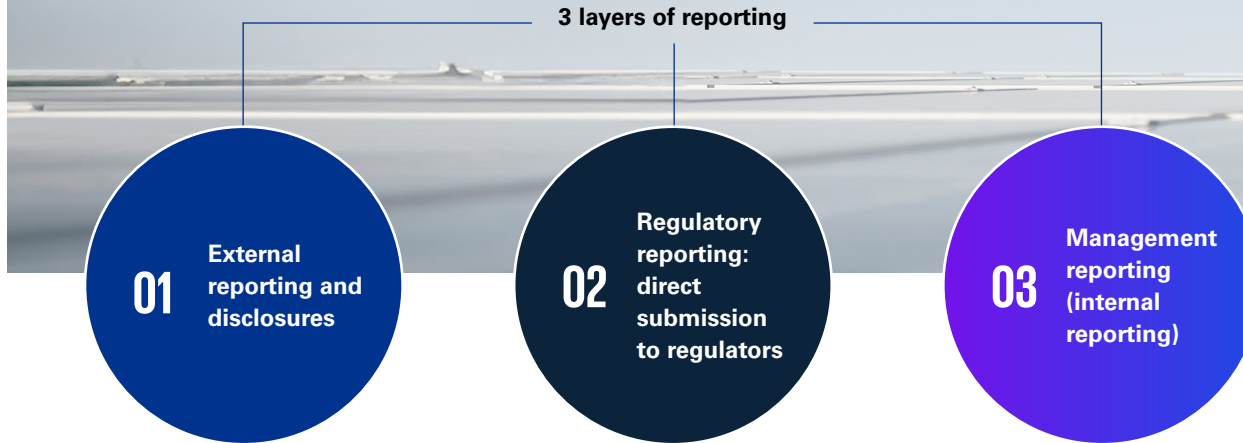 3 layers of reporting
01
External
reporting and
disclosures
02
Regulatory
reporting:
direct
submission
to regulators
03
Management
reporting
(internal
reporting)